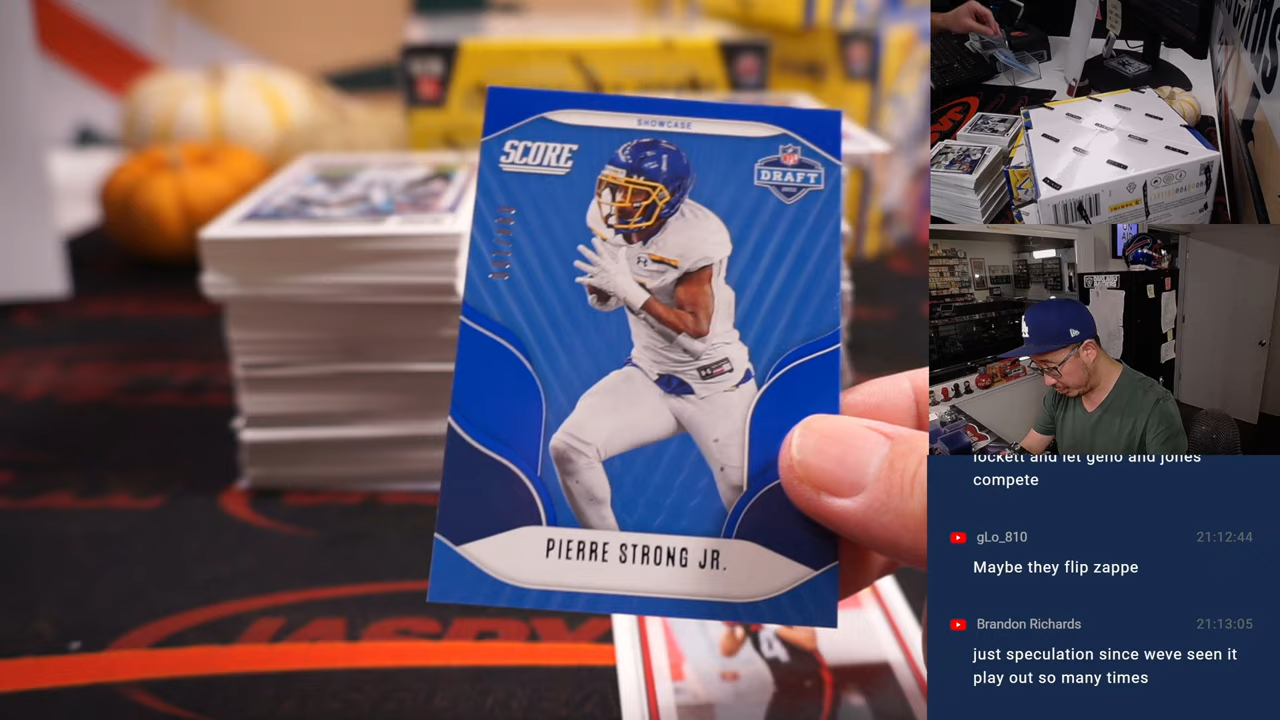 SHOWCASE
SCORE
NFL
DRAFT
2022
PIERRE STRONG JR.
JASPY
lockett and let geno and jones
compete
gLo_810
21:12:44
Maybe they flip zappe
Brandon Richards
21:13:05
just speculation since weve seen it
play out so many times